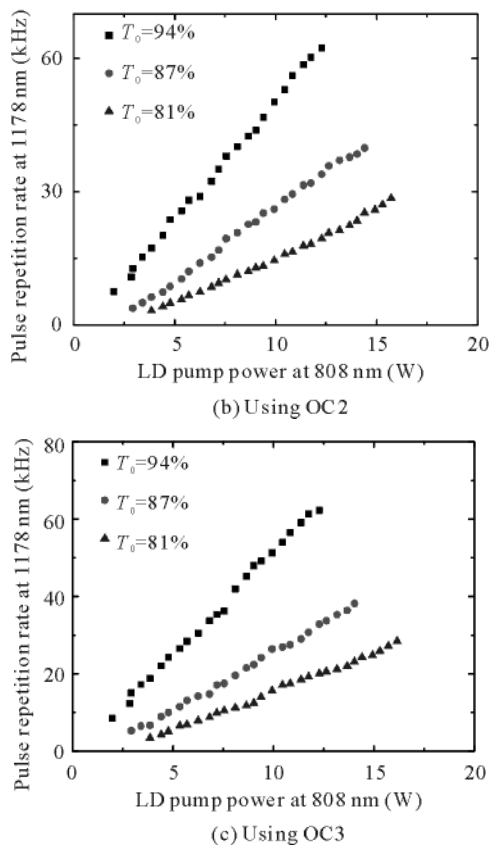 T₀=94%
T₀=87%
T₀=81%
60
30
0
0 5 10 15 20
Pulse repetition rate at 1178 nm (kHz)
LD pump power at 808 nm (W)
(b) Using OC2
T₀=94%
T₀=87%
T₀=81%
80
60
40
20
0
0 5 10 15 20
Pulse repetition rate at 1178 nm (kHz)
LD pump power at 808 nm (W)
(c) Using OC3